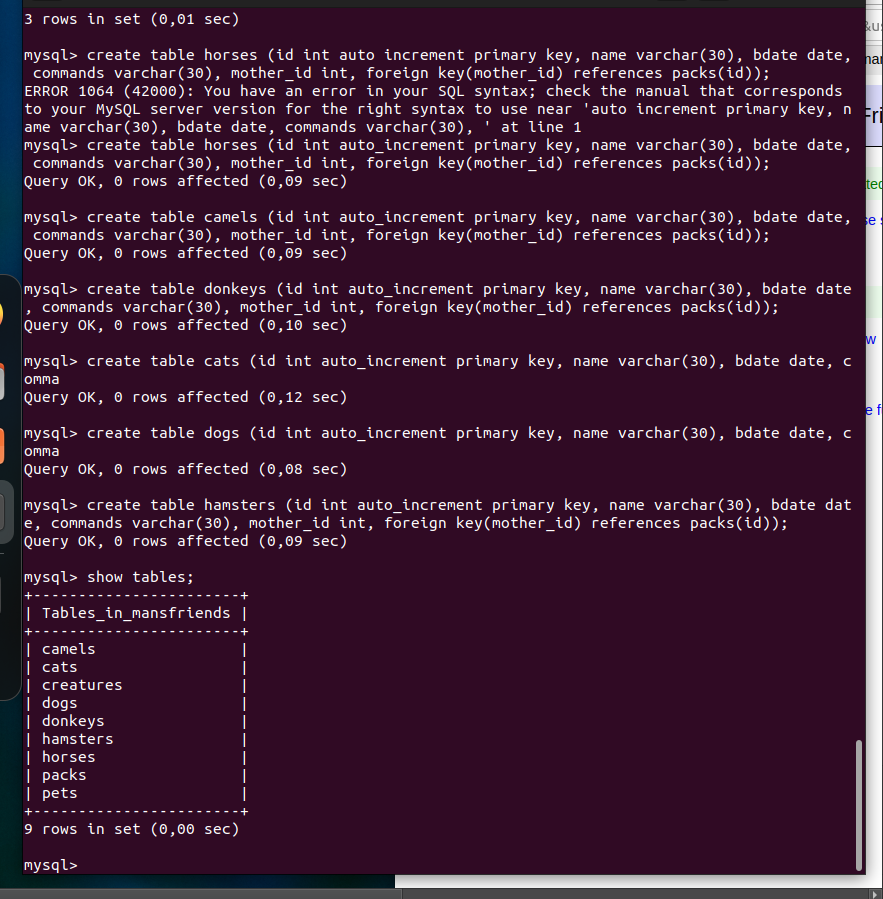 3 rows in set (0,01 sec)
mysql> create table horses (id int auto increment primary key, name varchar(30), bdate date,
commands varchar(30), mother_id int, foreign key(mother_id) references packs(id));
ERROR 1064 (42000): You have an error in your SQL syntax; check the manual that corresponds
to your MySQL server version for the right syntax to use near 'auto increment primary key, n
ame varchar(30), bdate date, commands varchar(30), ' at line 1
mysql> create table horses (id int auto_increment primary key, name varchar(30), bdate date,
commands varchar(30), mother_id int, foreign key(mother_id) references packs(id));
Query OK, 0 rows affected (0,09 sec)
mysql> create table camels (id int auto_increment primary key, name varchar(30), bdate date,
commands varchar(30), mother_id int, foreign key(mother_id) references packs(id));
Query OK, 0 rows affected (0,09 sec)
mysql> create table donkeys (id int auto_increment primary key, name varchar(30), bdate date
, commands varchar(30), mother_id int, foreign key(mother_id) references packs(id));
Query OK, 0 rows affected (0,10 sec)
mysql> create table cats (id int auto_increment primary key, name varchar(30), bdate date, c
omma
Query OK, 0 rows affected (0,12 sec)
mysql> create table dogs (id int auto_increment primary key, name varchar(30), bdate date, c
omma
Query OK, 0 rows affected (0,08 sec)
mysql> create table hamsters (id int auto_increment primary key, name varchar(30), bdate dat
e, commands varchar(30), mother_id int, foreign key(mother_id) references packs(id));
Query OK, 0 rows affected (0,09 sec)
mysql> show tables;
+-----------------------+
| Tables_in_mansfriends |
+-----------------------+
| camels |
| cats |
| creatures |
| dogs |
| donkeys |
| hamsters |
| horses |
| packs |
| pets |
+-----------------------+
9 rows in set (0,00 sec)
mysql>